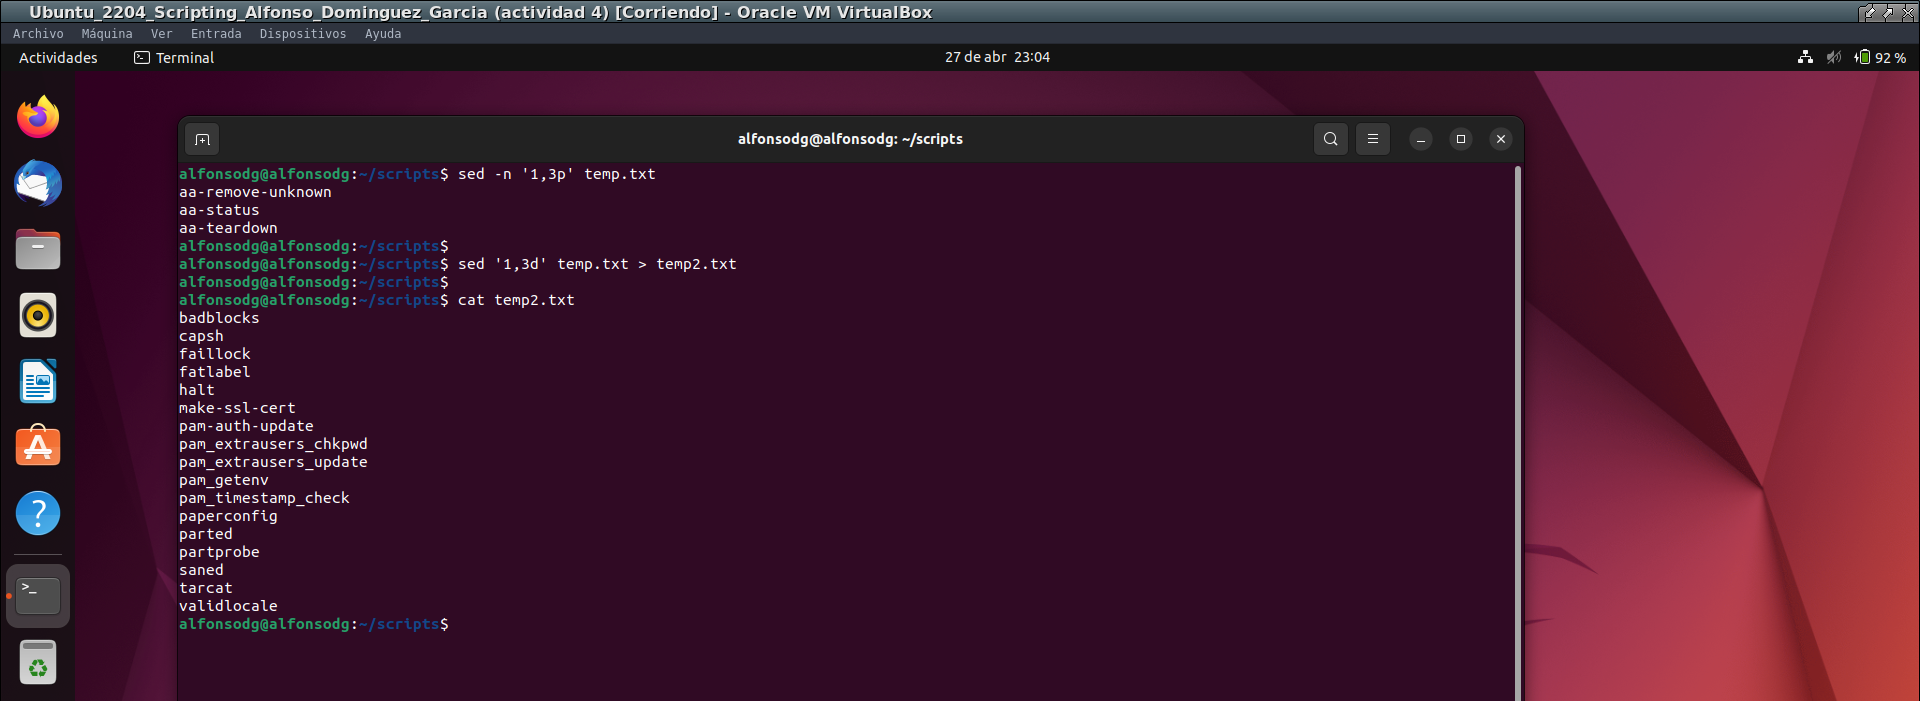 Ubuntu_2204_Scripting_Alfonso_Dominguez_Garcia (actividad 4) [Corriendo] - Oracle VM VirtualBox
Archivo Máquina Ver Entrada Dispositivos Ayuda
Actividades Terminal 27 de abr 23:04 92 %
alfonsodg@alfonsodg: ~/scripts
alfonsodg@alfonsodg:~/scripts$ sed -n '1,3p' temp.txt
aa-remove-unknown
aa-status
aa-teardown
alfonsodg@alfonsodg:~/scripts$
alfonsodg@alfonsodg:~/scripts$ sed '1,3d' temp.txt > temp2.txt
alfonsodg@alfonsodg:~/scripts$
alfonsodg@alfonsodg:~/scripts$ cat temp2.txt
badblocks
capsh
faillock
fatlabel
halt
make-ssl-cert
pam-auth-update
pam_extrausers_chkpwd
pam_extrausers_update
pam_getenv
pam_timestamp_check
paperconfig
parted
partprobe
saned
tarcat
validlocale
alfonsodg@alfonsodg:~/scripts$